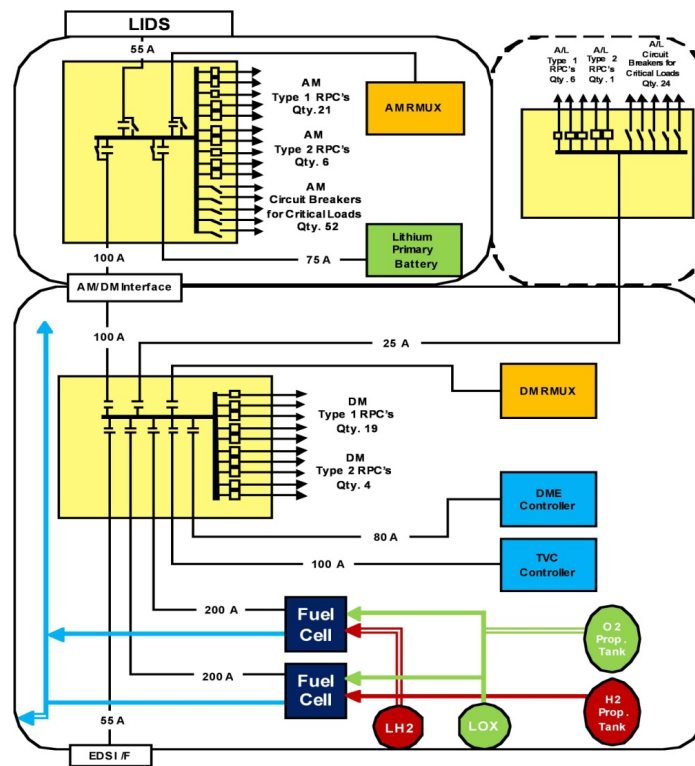 LIDS
55 A
AM
Type 1 RPC's
Qty. 21
AM
Type 2 RPC's
Qty. 6
AM
Circuit Breakers
for Critical Loads
Qty. 52
AM RMUX
Lithium
Primary
Battery
100 A
75 A
A/L
Type 1
RPC's
Qty. 6
A/L
Type 2
RPC's
Qty. 1
A/L
Circuit
Breakers for
Critical Loads
Qty. 24
AM/DM Interface
100 A
25 A
DM
Type 1 RPC's
Qty. 19
DM
Type 2 RPC's
Qty. 4
DM RMUX
DME
Controller
80 A
TVC
Controller
100 A
200 A
Fuel
Cell
O2
Prop.
Tank
200 A
Fuel
Cell
H2
Prop.
Tank
55 A
LH2
LOX
EDS I/F